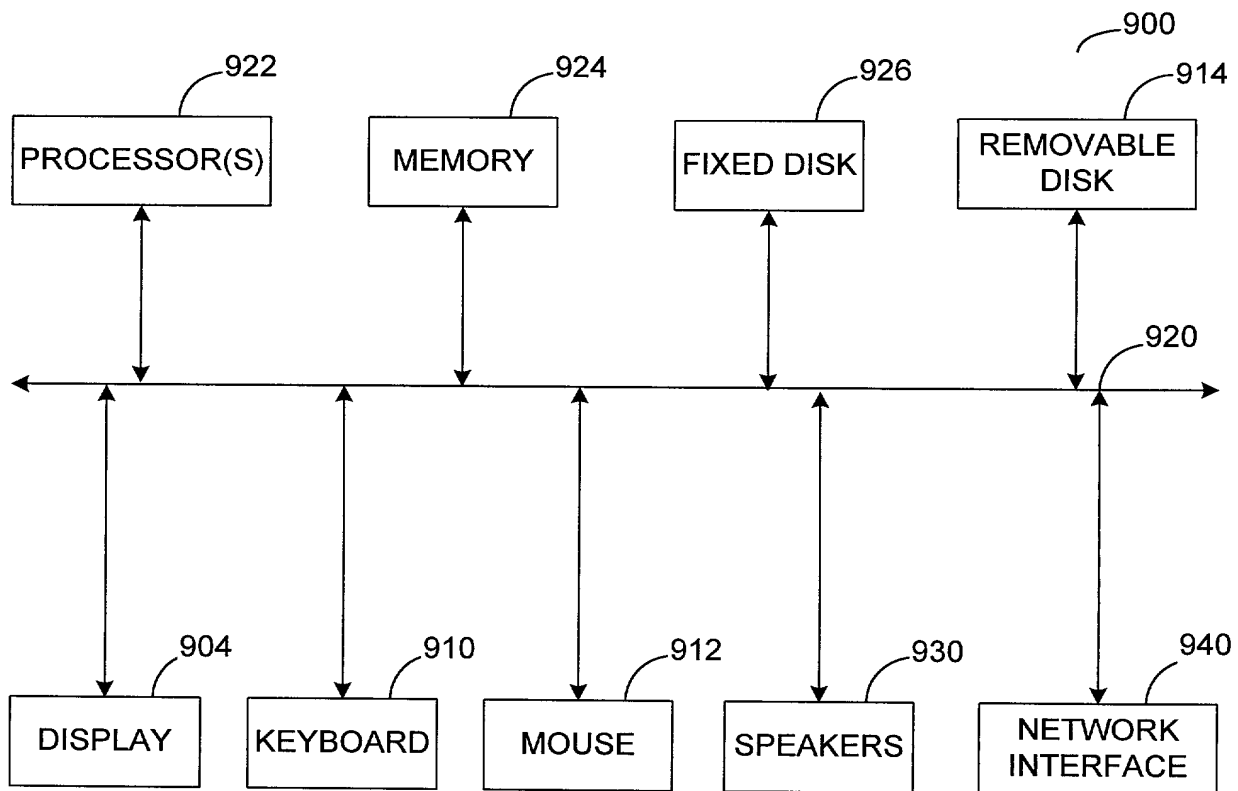 900
922
924
926
914
PROCESSOR(S)
MEMORY
FIXED DISK
REMOVABLE
DISK
920
904
910
912
930
940
DISPLAY
KEYBOARD
MOUSE
SPEAKERS
NETWORK
INTERFACE